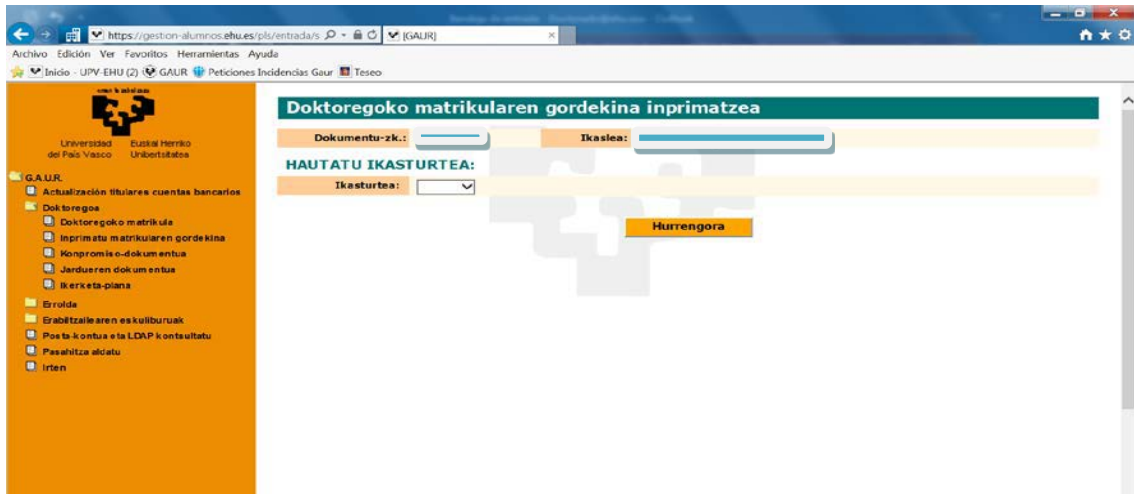 https://gestion-alumnos.ehu.es/pls/entrada/s
[GAUR]
Archivo Edición Ver Favoritos Herramientas Ayuda
Inicio - UPV-EHU (2) GAUR Peticiones Incidencias Gaur Teseo
Universidad del País Vasco
Euskal Herriko Unibertsitatea
G.A.U.R.
Actualización titulares cuentas bancarios
Doktoregoa
Doktoregoko matrikula
Inprimatu matrikularen gordekina
Konpromiso-dokumentua
Jardueren dokumentua
Ikerketa-plana
Errolda
Erabiltzailearen eskuliburuak
Posta-kontua eta LDAP kontsultatu
Pasahitza aldatu
Irten
Doktoregoko matrikularen gordekina inprimatzea
Dokumentu-zk.: Ikaslea:
HAUTATU IKASTURTEA:
Ikasturtea:
Hurrengora